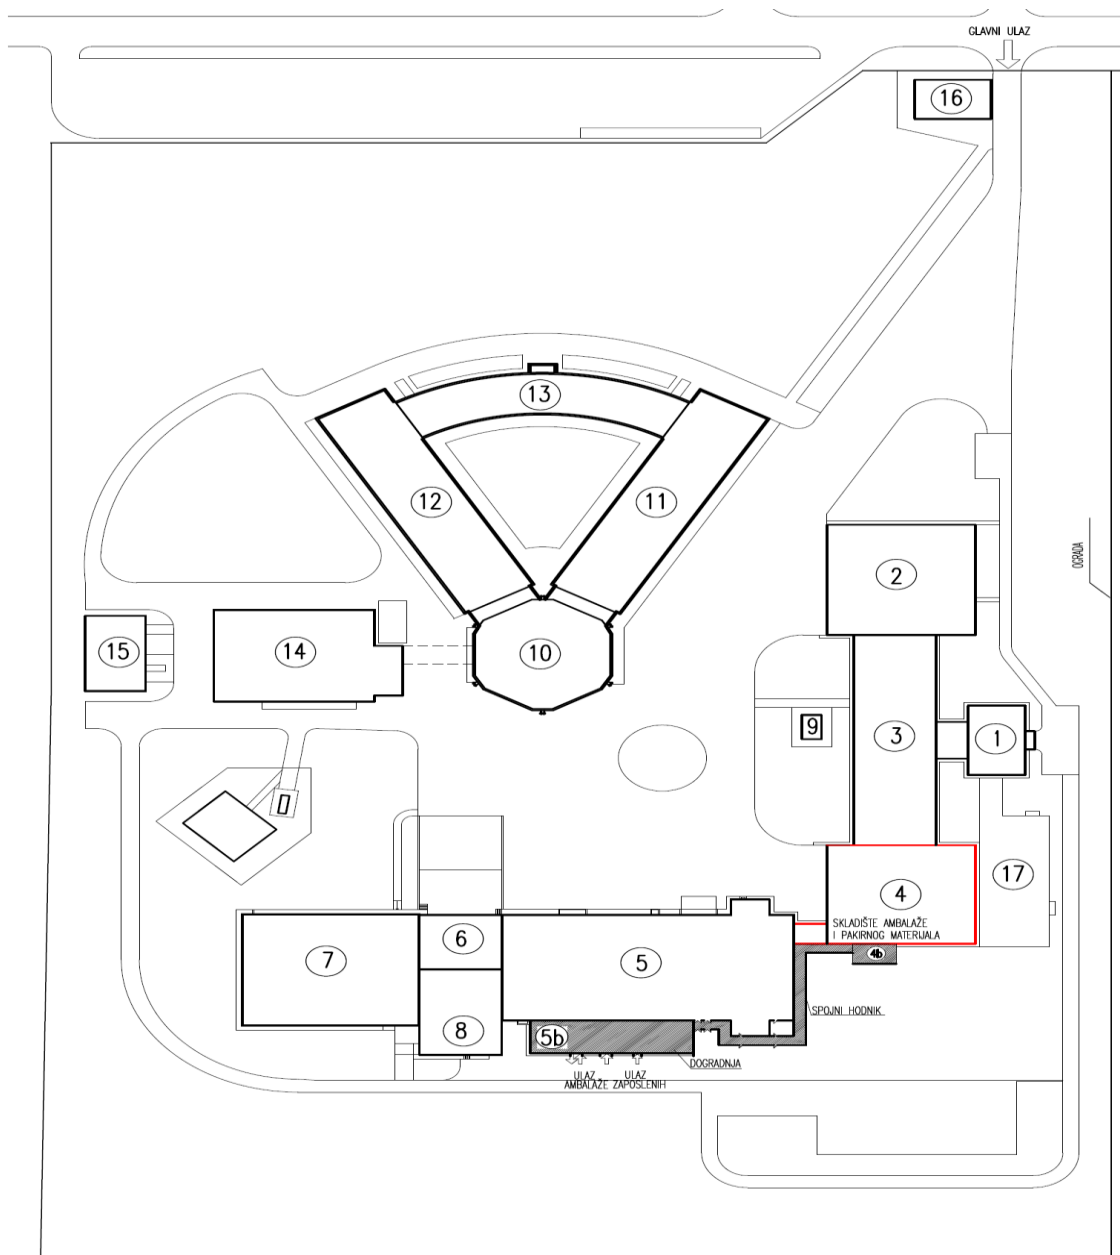 GLAVNI ULAZ
16
13
12
11
OGRADA
2
15
14
10
9
3
1
4
17
SKLADIŠTE AMBALAŽE
I PAKIRNOG MATERIJALA
6
7
5
4b
8
5b
SPOJNI HODNIK
DOGRADNJA
ULAZ
AMBALAŽE
ULAZ
ZAPOSLENIH